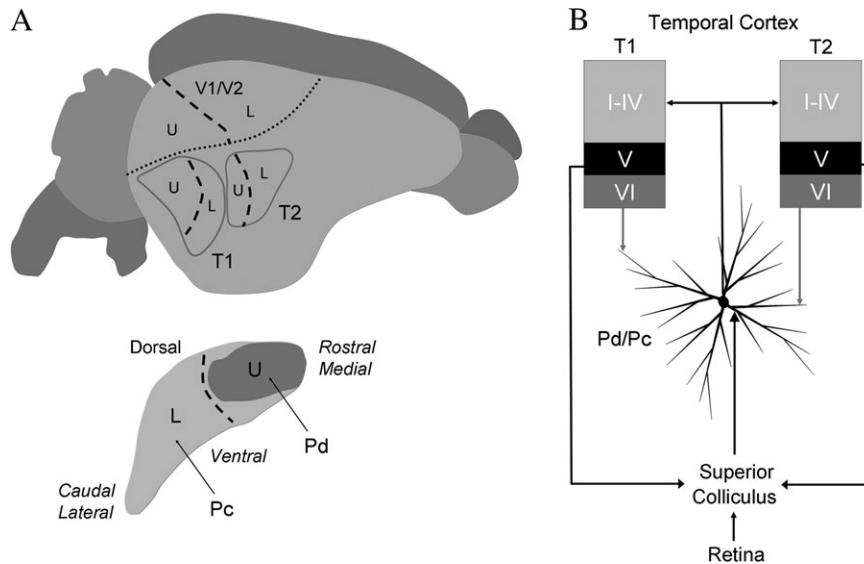 A
V1/V2
L
U
U
L
U
L
T2
T1
Dorsal
Rostral
Medial
U
L
Pd
Ventral
Caudal
Lateral
Pc
B
Temporal Cortex
T1
T2
I-IV
I-IV
V
V
VI
VI
Pd/Pc
Superior
Colliculus
Retina